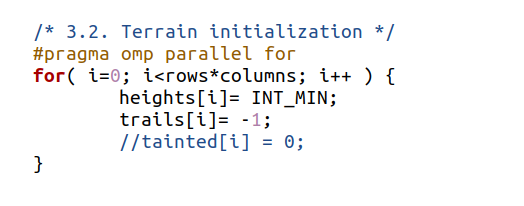 /* 3.2. Terrain initialization */
#pragma omp parallel for
for( i=0; i<rows*columns; i++ ) {
        heights[i]= INT_MIN;
        trails[i]= -1;
        //tainted[i] = 0;
}